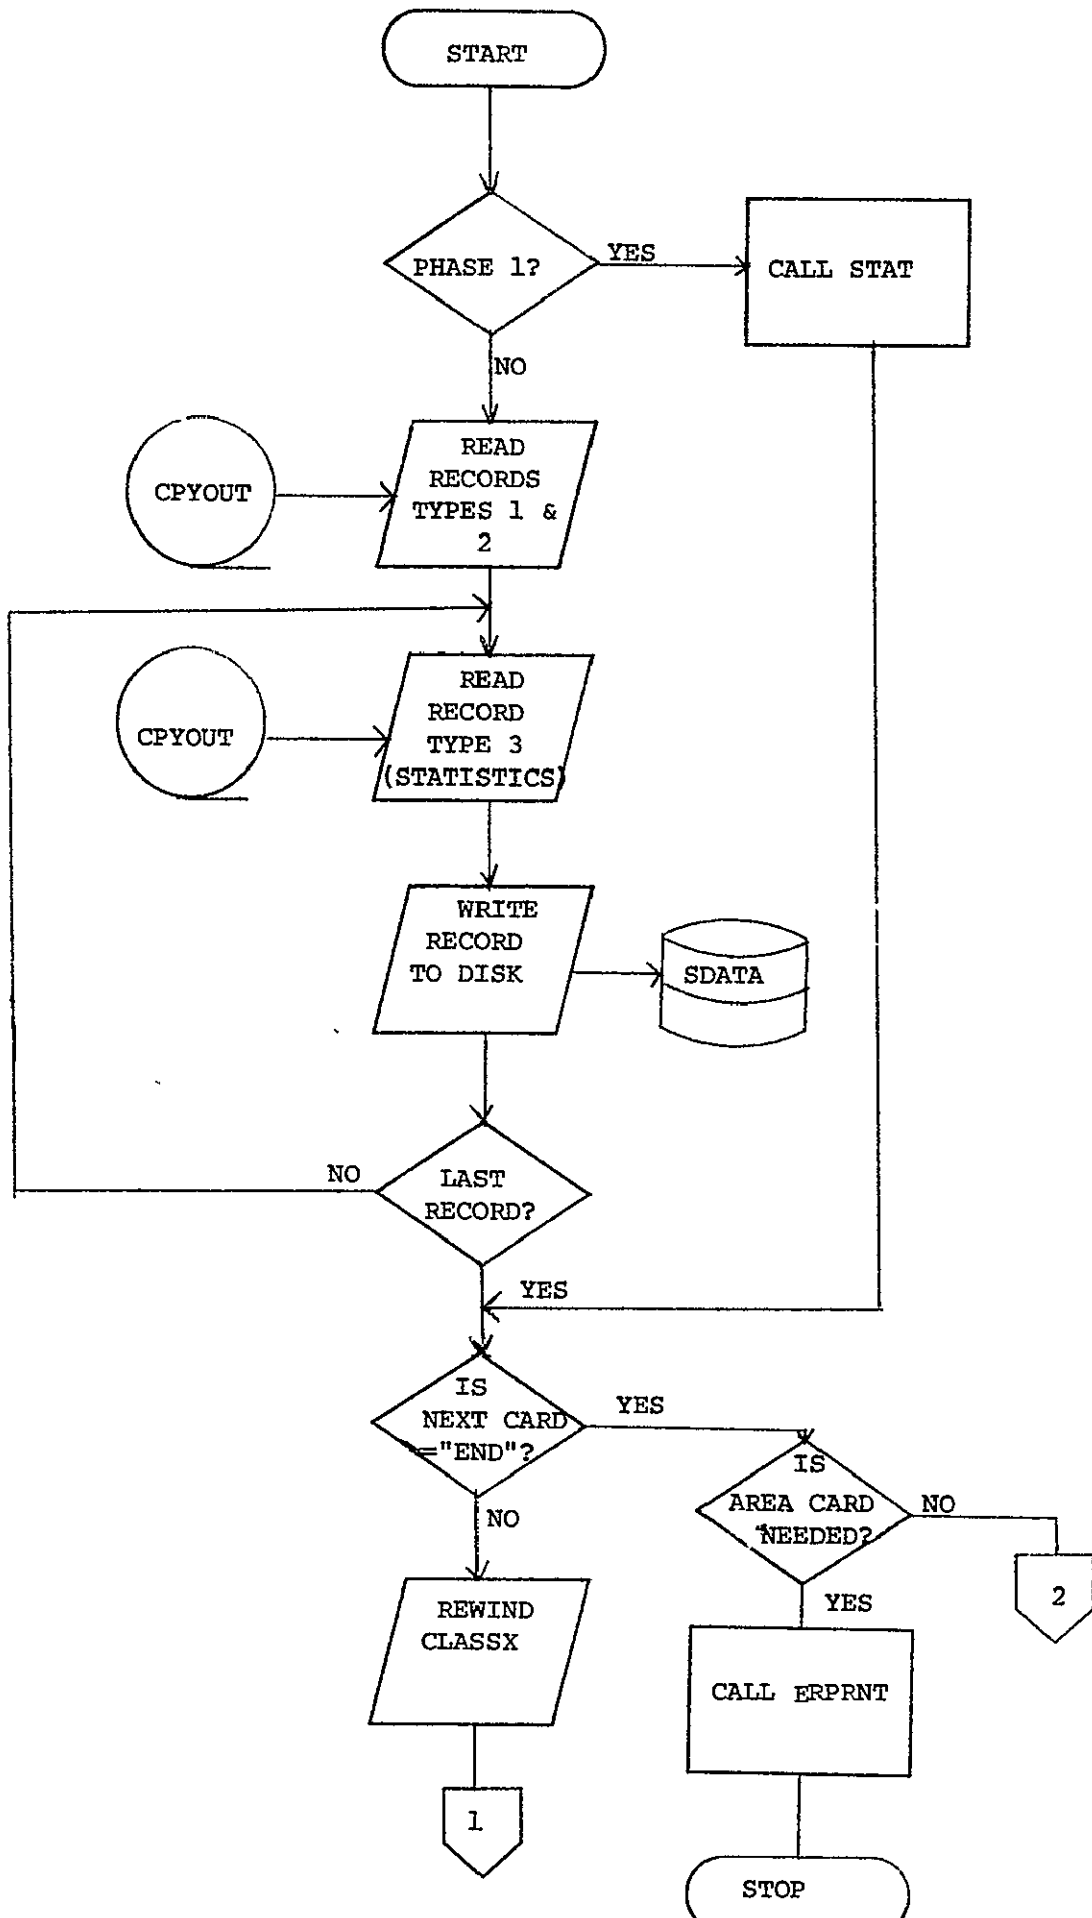 START
PHASE 1?
YES
CALL STAT
NO
CPYOUT
READ
RECORDS
TYPES 1 &
2
CPYOUT
READ
RECORD
TYPE 3
(STATISTICS)
WRITE
RECORD
TO DISK
SDATA
NO
LAST
RECORD?
YES
IS
NEXT CARD
="END"?
YES
IS
AREA CARD
NEEDED?
NO
2
NO
YES
REWIND
CLASSX
CALL ERPRNT
1
STOP